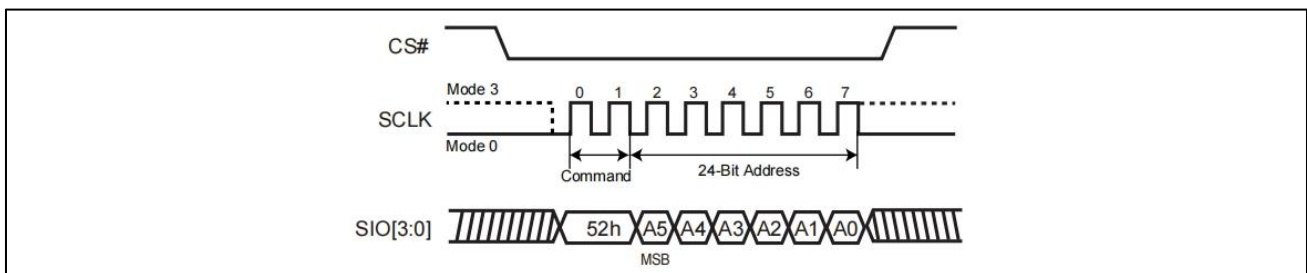 CS#
Mode 3
0 1 2 3 4 5 6 7
SCLK
Mode 0
Command
24-Bit Address
SIO[3:0]
52h A5 A4 A3 A2 A1 A0
MSB